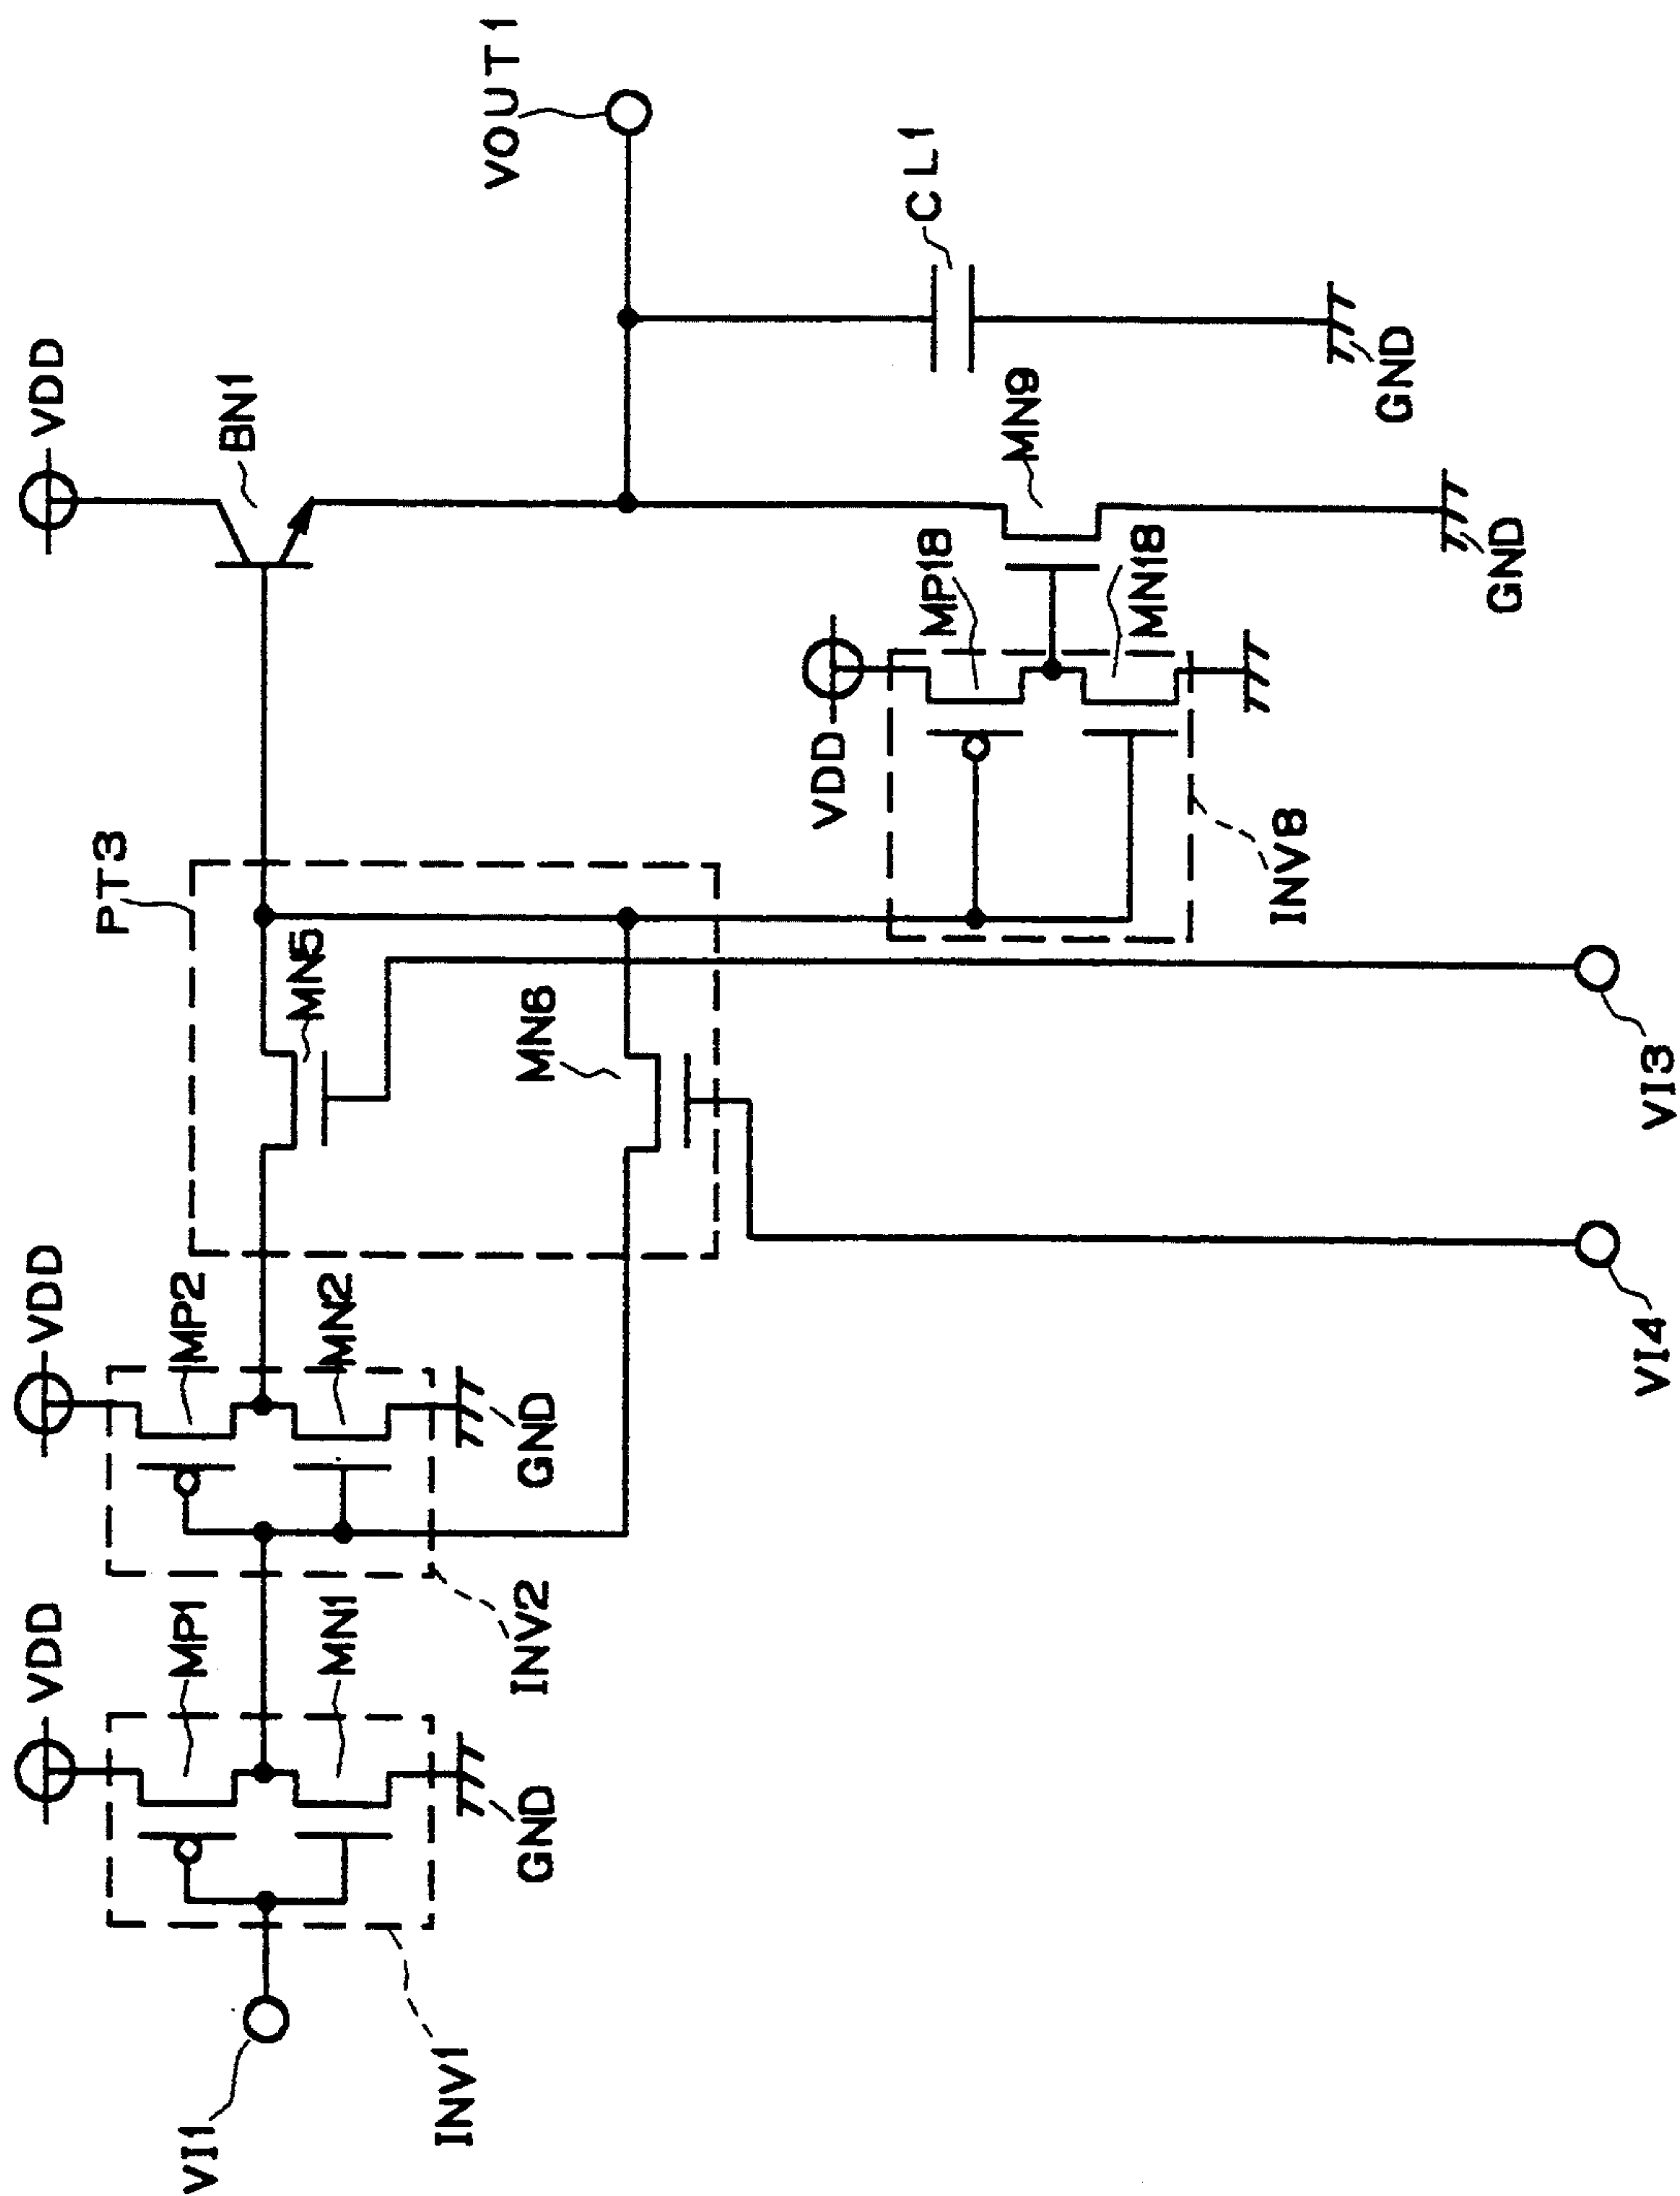 VDD
VDD
VDD
PT3
VI1
MP1
MP2
BN1
MN1
MN2
MN5
INV1
GND
INV2
GND
MN6
VOUT1
VDD
MP18
CL1
MN9
MN18
INV8
GND
GND
VI4
VI3